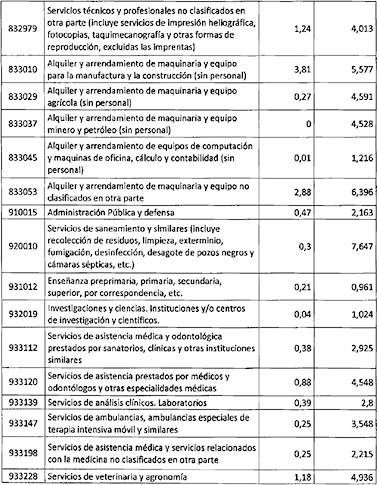 832979
Servicios técnicos y profesionales no clasificados en
otra parte (incluye servicios de impresión heliográfica,
fotocopias, taquimecanografía y otras formas de
reproducción, excluidas las imprentas)
1,24
4,013
833010
Alquiler y arrendamiento de maquinaria y equipo
para la manufactura y la construcción (sin personal)
3,81
5,577
833029
Alquiler y arrendamiento de maquinaria y equipo
agrícola (sin personal)
0,27
4,591
833037
Alquiler y arrendamiento de maquinaria y equipo
minero y petróleo (sin personal)
0
4,528
833045
Alquiler y arrendamiento de equipos de computación
y maquinas de oficina, cálculo y contabilidad (sin
personal)
0,01
1,216
833053
Alquiler y arrendamiento de maquinaria y equipo no
clasificados en otra parte
2,88
6,396
910015
Administración Pública y defensa
0,47
2,163
920010
Servicios de saneamiento y similares (incluye
recolección de residuos, limpieza, exterminio,
fumigación, desinfección, desagote de pozos negros y
cámaras sépticas, etc.)
0,3
7,647
931012
Enseñanza preprimaria, primaria, secundaria,
superior, por correspondencia, etc.
0,21
0,961
932019
Investigaciones y ciencias. Instituciones y/o centros
de investigación y científicos.
0,04
1,024
933112
Servicios de asistencia médica y odontológica
prestados por sanatorios, clínicas y otras instituciones
similares
0,38
2,925
933120
Servicios de asistencia prestados por médicos y
odontólogos y otras especialidades médicas
0,88
4,548
933139
Servicios de análisis clínicos. Laboratorios
0,39
2,8
933147
Servicios de ambulancias, ambulancias especiales de
terapia intensiva móvil y similares
0,25
3,548
933198
Servicios de asistencia médica y servicios relacionados
con la medicina no clasificados en otra parte
0,25
2,215
933228
Servicios de veterinaria y agronomía
1,18
4,936